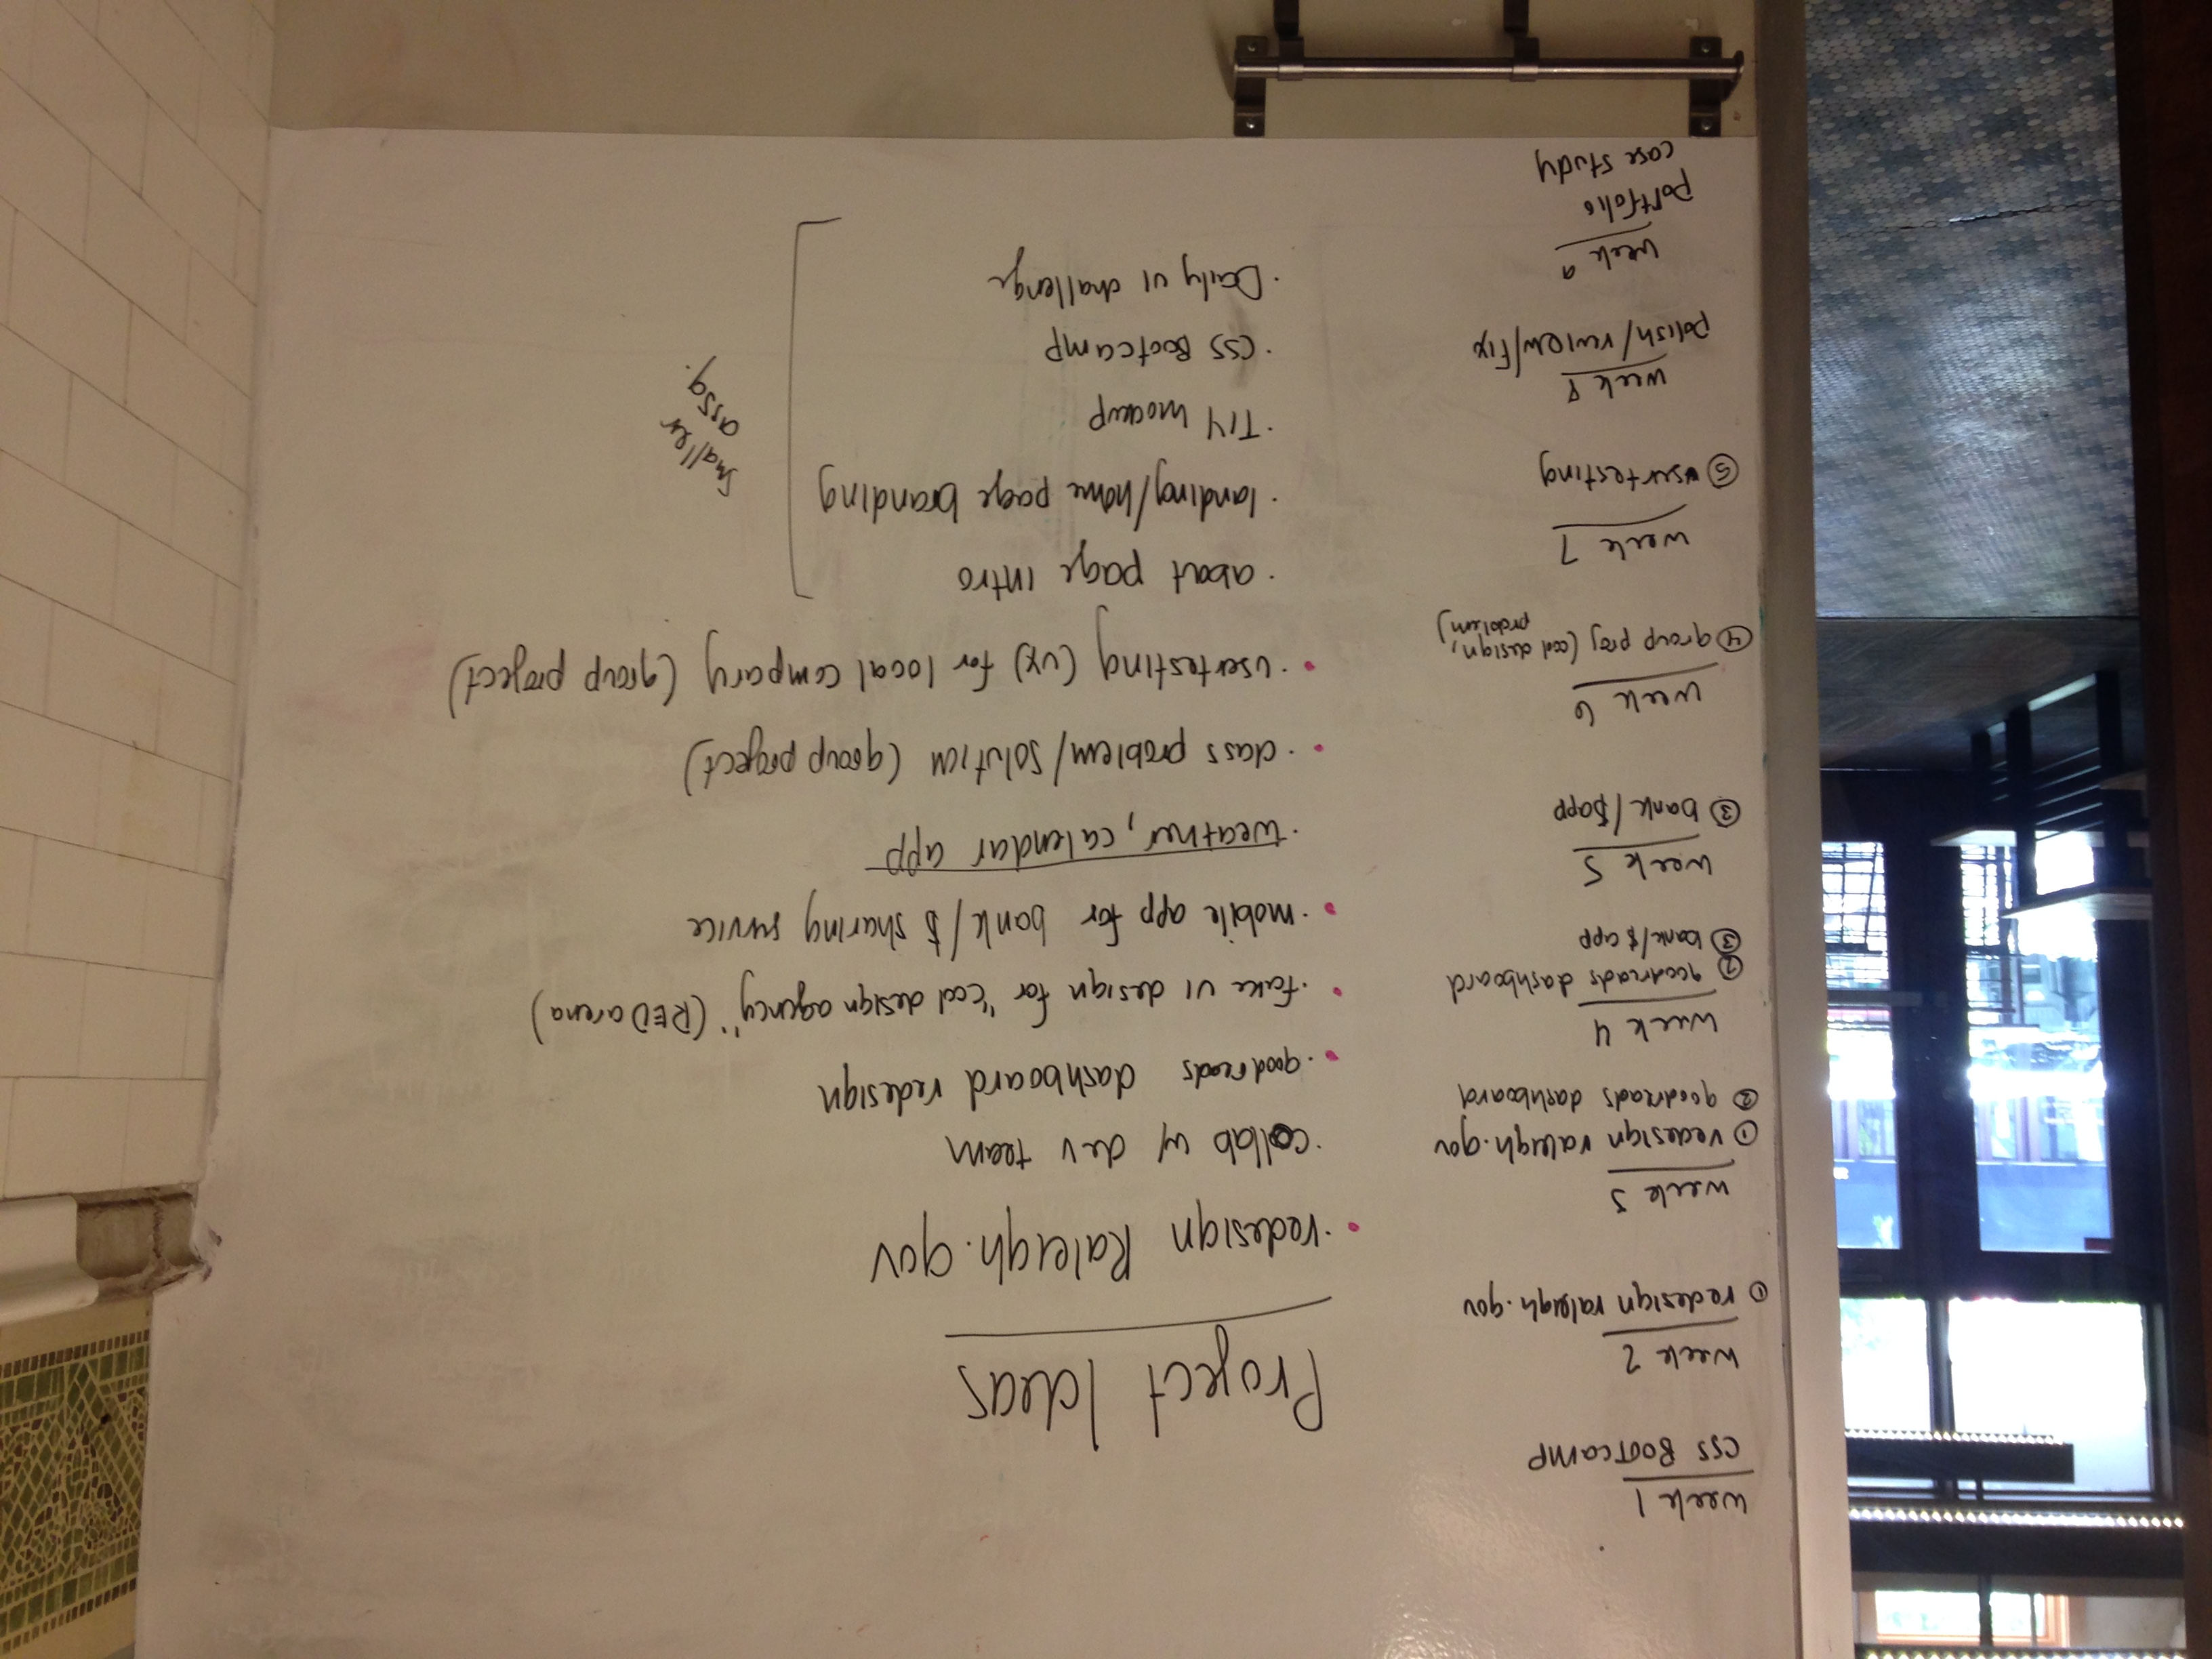 week 1
CSS Bootcamp
week 2
① redesign raleigh.gov
week 3
① redesign raleigh.gov
② goodreads dashboard
week 4
② goodreads dashboard
③ bank/$ app
week 5
③ bank/$app
week 6
④ group proj (cool design,
problem)
week 7
⑤ usertesting
week 8
polish/review/fix
week 9
portfolio
case study
Project Ideas
· redesign Raleigh.gov
· collab w/ dev team
· goodreads dashboard redesign
· fake UI design for "cool design agency" (RED arena)
· mobile app for bank/$ sharing service
· weather, calendar app
· class problem/solution (group project)
· usertesting (ux) for local company (group project)
· about page intro
· landing/home page branding
· TIY mockup
· CSS Bootcamp
· Daily UI challenge
smaller
assg.